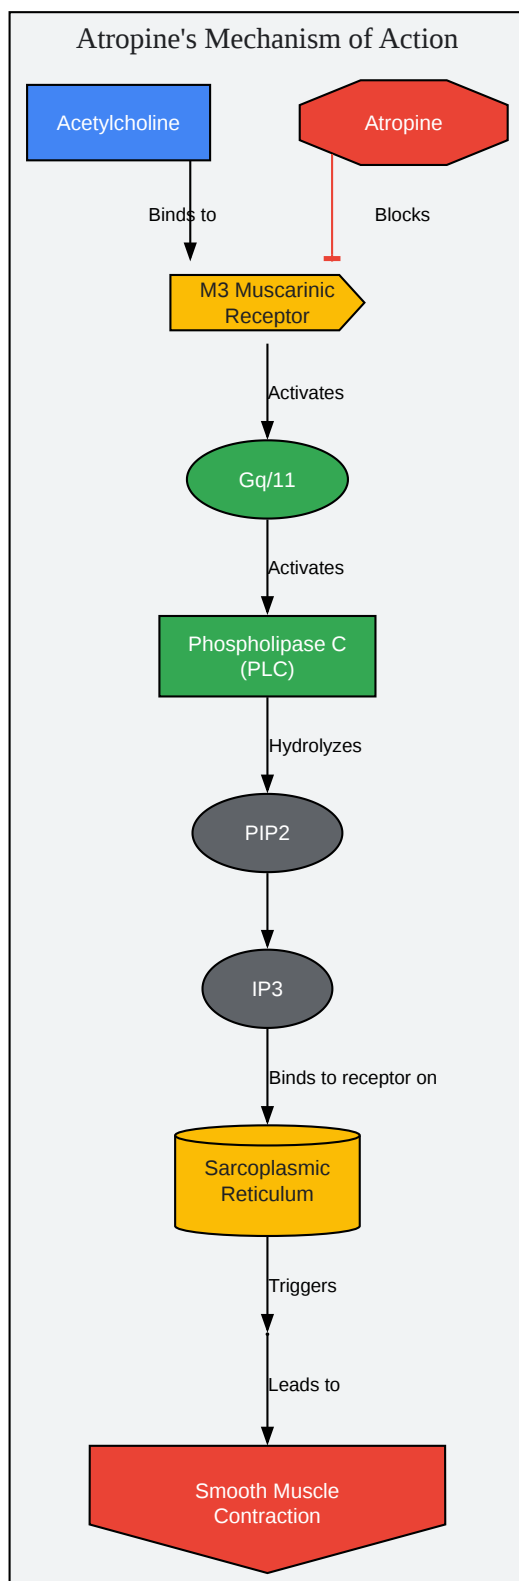 Atropine's Mechanism of Action
Acetylcholine
Atropine
Binds to
Blocks
M3 Muscarinic
Receptor
Activates
Gq/11
Activates
Phospholipase C
(PLC)
Hydrolyzes
PIP2
IP3
Binds to receptor on
Sarcoplasmic
Reticulum
Triggers
Leads to
Smooth Muscle
Contraction